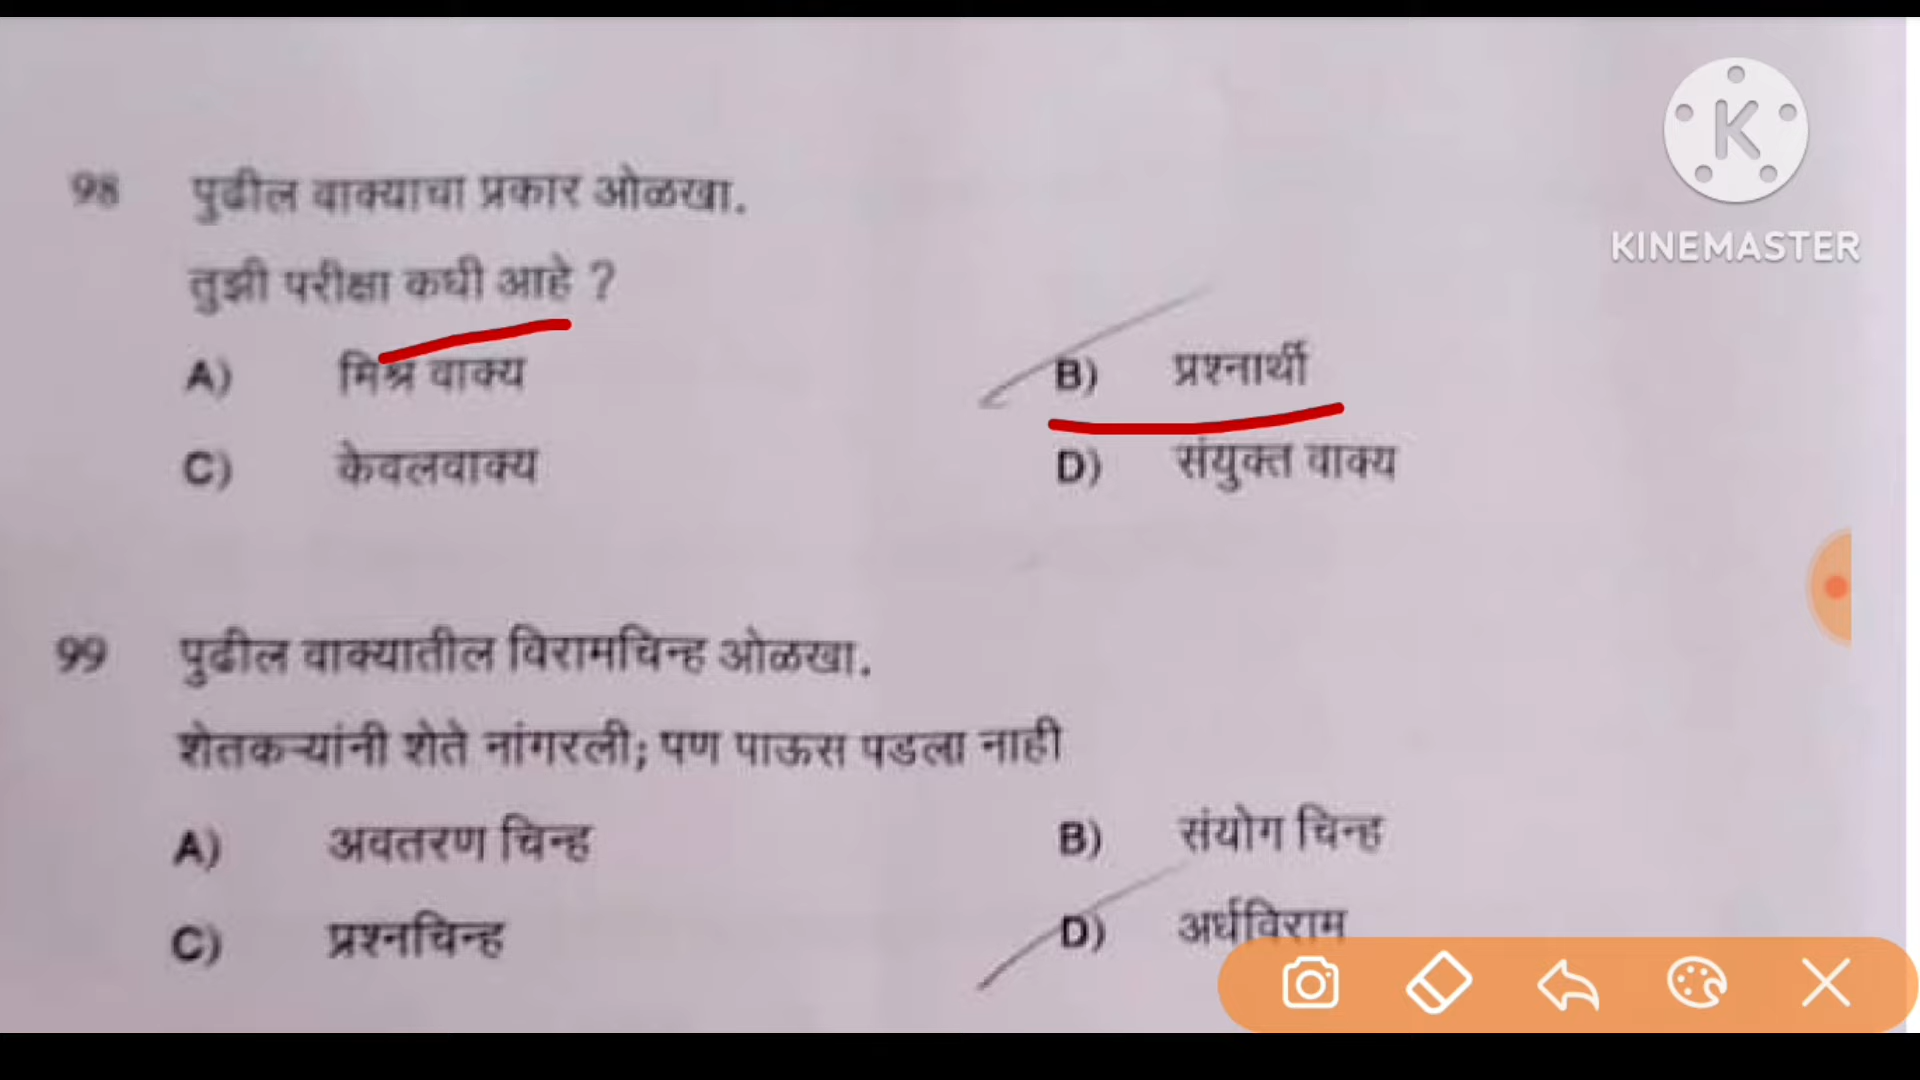 KINEMASTER
98 पुढील वाक्याचा प्रकार ओळखा.
तुझी परीक्षा कधी आहे ?
A) मिश्र वाक्य B) प्रश्नार्थी
C) केवलवाक्य D) संयुक्त वाक्य
99 पुढील वाक्यातील विरामचिन्ह ओळखा.
शेतकऱ्यांनी शेते नांगरली; पण पाऊस पडला नाही
A) अवतरण चिन्ह B) संयोग चिन्ह
C) प्रश्नचिन्ह D) अर्धविराम